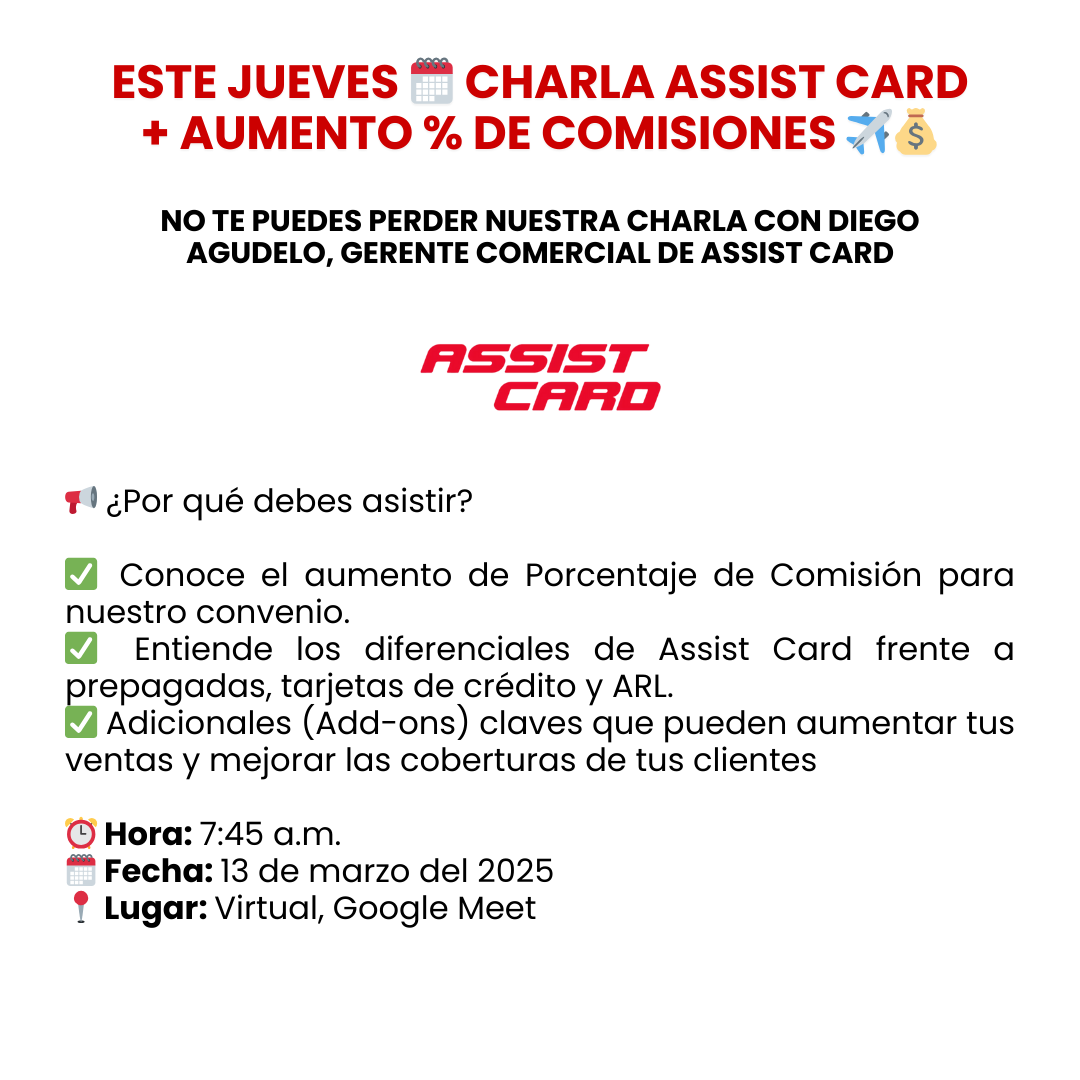 ESTE JUEVES 🗓️ CHARLA ASSIST CARD
+ AUMENTO % DE COMISIONES ✈️💰
NO TE PUEDES PERDER NUESTRA CHARLA CON DIEGO
AGUDELO, GERENTE COMERCIAL DE ASSIST CARD
ASSIST
CARD
📢 ¿Por qué debes asistir?
✅ Conoce el aumento de Porcentaje de Comisión para
nuestro convenio.
✅ Entiende los diferenciales de Assist Card frente a
prepagadas, tarjetas de crédito y ARL.
✅ Adicionales (Add-ons) claves que pueden aumentar tus
ventas y mejorar las coberturas de tus clientes
⏰ Hora: 7:45 a.m.
🗓️ Fecha: 13 de marzo del 2025
📍 Lugar: Virtual, Google Meet